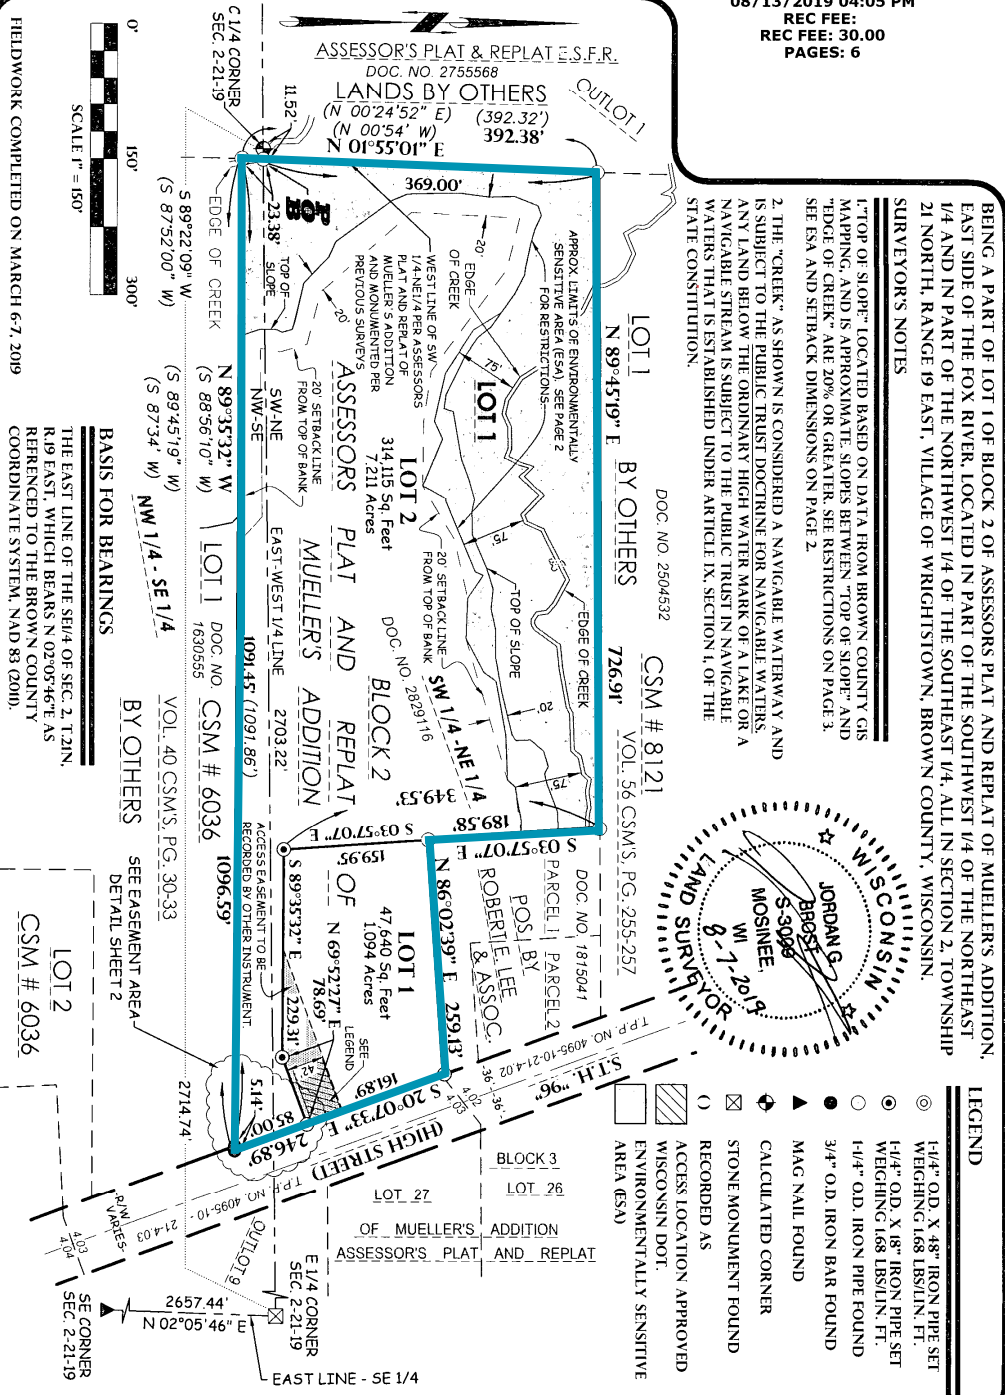 08/13/2019 04:05 PM
REC FEE:
REC FEE: 30.00
PAGES: 6
BEING A PART OF LOT 1 OF BLOCK 2 OF ASSESSORS PLAT AND REPLAT OF MUELLER'S ADDITION,
EAST SIDE OF THE FOX RIVER, LOCATED IN PART OF THE SOUTHWEST 1/4 OF THE NORTHEAST
1/4 AND IN PART OF THE NORTHWEST 1/4 OF THE SOUTHEAST 1/4, ALL IN SECTION 2, TOWNSHIP
21 NORTH, RANGE 19 EAST, VILLAGE OF WRIGHTSTOWN, BROWN COUNTY, WISCONSIN.
SURVEYOR'S NOTES
1. "TOP OF SLOPE" LOCATED BASED ON DATA FROM BROWN COUNTY GIS
MAPPING, AND IS APPROXIMATE. SLOPES BETWEEN "TOP OF SLOPE" AND
"EDGE OF CREEK" ARE 20% OR GREATER. SEE RESTRICTIONS ON PAGE 3.
SEE ESA AND SETBACK DIMENSIONS ON PAGE 2.
2. THE "CREEK" AS SHOWN IS CONSIDERED A NAVIGABLE WATERWAY AND
IS SUBJECT TO THE PUBLIC TRUST DOCTRINE FOR NAVIGABLE WATERS.
ANY LAND BELOW THE ORDINARY HIGH WATER MARK OF A LAKE OR A
NAVIGABLE STREAM IS SUBJECT TO THE PUBLIC TRUST IN NAVIGABLE
WATERS THAT IS ESTABLISHED UNDER ARTICLE IX, SECTION 1, OF THE
STATE CONSTITUTION.
WISCONSIN
JORDAN G
BROST
S-3009
MOSINEE,
WI
8-7-2019
LAND SURVEYOR
LEGEND
1-1/4" O.D. X 48" IRON PIPE SET
WEIGHING 1.68 LBS/LIN. FT.
1-1/4" O.D. X 18" IRON PIPE SET
WEIGHING 1.68 LBS/LIN. FT.
1-1/4" O.D. IRON PIPE FOUND
3/4" O.D. IRON BAR FOUND
MAG NAIL FOUND
CALCULATED CORNER
STONE MONUMENT FOUND
() RECORDED AS
ACCESS LOCATION APPROVED
WISCONSIN DOT.
ENVIRONMENTALLY SENSITIVE
AREA (ESA)
ASSESSOR'S PLAT & REPLAT E.S.F.R.
DOC. NO. 2755568
LANDS BY OTHERS
(N 00°24'52" E) (392.32')
(N 00°54' W) 392.38'
N 01°55'01" E
OUTLOT 1
C 1/4 CORNER
SEC. 2-21-19
11.52'
369.00'
23.38'
POB
LOT 1
BY OTHERS
DOC. NO. 2504532
CSM # 8121
VOL. 56 CSM'S, PG. 255-257
N 89°45'19" E
726.91'
APPROX. LIMITS OF ENVIRONMENTALLY
SENSITIVE AREA (ESA). SEE PAGE 2
FOR RESTRICTIONS.
20'
EDGE
OF CREEK
75'
LOT 1
75'
EDGE OF CREEK
TOP OF SLOPE
20'
75'
WEST LINE OF SW
1/4-NE1/4 PER ASSESSORS
PLAT AND REPLAT OF
MUELLER'S ADDITION
AND MONUMENTED PER
PREVIOUS SURVEYS
20'
TOP OF
SLOPE
LOT 2
314,115 Sq. Feet
7.211 Acres
20' SETBACK LINE
FROM TOP OF BANK
SW 1/4 -NE 1/4
DOC. NO. 2829116
BLOCK 2
ASSESSORS PLAT AND REPLAT OF
MUELLER'S ADDITION
20' SETBACK LINE
FROM TOP OF BANK
SW-NE
NW-SE
EAST-WEST 1/4 LINE 2703.22'
S 03°57'07" E
189.58'
349.53'
S 03°57'07" E
159.95'
PARCEL 1 PARCEL 2
DOC. NO. 1815041
POS BY
ROBERT E. LEE
& ASSOC.
N 86°02'39" E 259.13'
LOT 1
47,640 Sq. Feet
1.094 Acres
N 69°52'27" E
78.69'
SEE
LEGEND
42'
S 89°35'32" E 229.31'
161.89'
S 20°07'33" E
246.89'
85.00'
5.14'
ACCESS EASEMENT TO BE
RECORDED BY OTHER INSTRUMENT.
EDGE OF CREEK
N 89°35'32" W
(S 88°56'10" W)
(S 89°45'19" W)
(S 87°34' W)
1091.45' (1091.86')
1096.59'
S 89°22'09" W
(S 87°52'00" W)
2714.74'
NW 1/4 - SE 1/4
LOT 1
DOC. NO.
1630555
CSM # 6036
VOL. 40 CSM'S, PG. 30-33
BY OTHERS
SEE EASEMENT AREA
DETAIL SHEET 2
LOT 2
CSM # 6036
S.T.H. "96"
(HIGH STREET)
T.P.P. NO. 4095-10-21-4.02
T.P.P. NO. 4095-10 - 21-4.03
36' 36'
4.02
4.03
R/W
VARIES
4.03
4.04
BLOCK 3
LOT 27 LOT 26
OF MUELLER'S ADDITION
ASSESSOR'S PLAT AND REPLAT
OUTLOT 9
E 1/4 CORNER
SEC. 2-21-19
2657.44'
N 02°05'46" E
SE CORNER
SEC. 2-21-19
EAST LINE - SE 1/4
BASIS FOR BEARINGS
THE EAST LINE OF THE SE1/4 OF SEC. 2, T.21N.,
R.19 EAST, WHICH BEARS N 02°05'46"E AS
REFRENCED TO THE BROWN COUNTY
COORDINATE SYSTEM, NAD 83 (2011).
0' 150' 300'
SCALE 1" = 150'
FIELDWORK COMPLETED ON MARCH 6-7, 2019